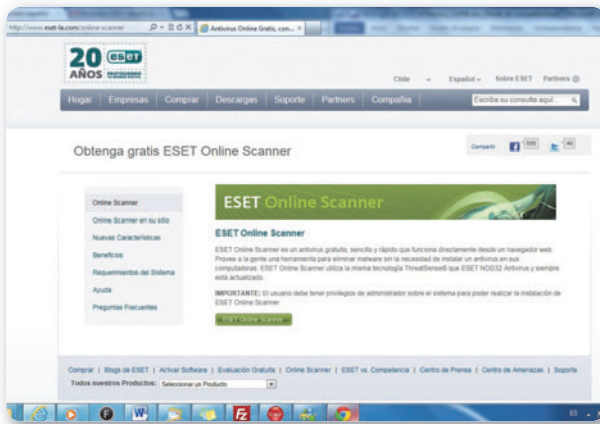 http://www.eset-la.com/online-scanner
Antivirus Online Gratis, con...
20 AÑOS eset
Chile Español Sobre ESET Partners
Hogar Empresas Comprar Descargas Soporte Partners Compañía Escriba su consulta aquí...
Obtenga gratis ESET Online Scanner
Compartir
Online Scanner
Online Scanner en su sitio
Nuevas Características
Beneficios
Requerimientos del Sistema
Ayuda
Preguntas Frecuentes
ESET Online Scanner
ESET Online Scanner
ESET Online Scanner es un antivirus gratuito, sencillo y rápido que funciona directamente desde un navegador web.
Provee a la gente una herramienta para eliminar malware sin la necesidad de instalar un antivirus en sus
computadoras. ESET Online Scanner utiliza la misma tecnología ThreatSense® que ESET NOD32 Antivirus y siempre
está actualizado.
IMPORTANTE: El usuario debe tener privilegios de administrador sobre el sistema para poder realizar la instalación de
ESET Online Scanner.
ESET Online Scanner
Comprar | Blogs de ESET | Activar Software | Evaluación Gratuita | Online Scanner | ESET vs. Competencia | Centro de Prensa | Centro de Amenazas | Soporte
Todos nuestros Productos: Seleccionar un Producto
ES